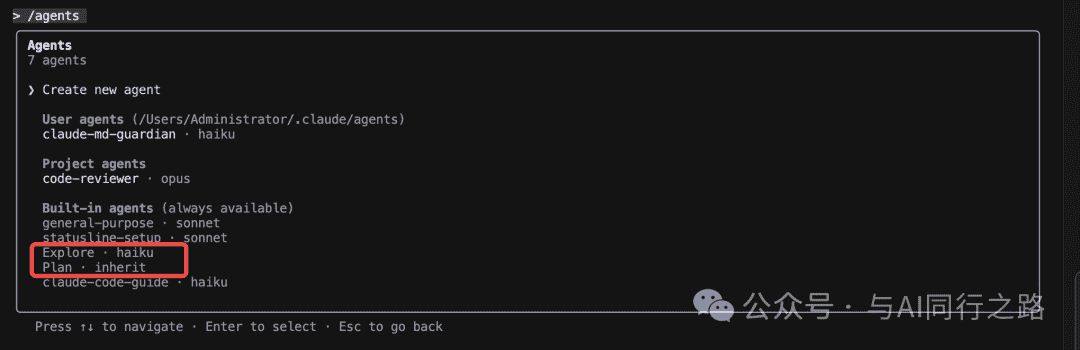 > /agents
Agents
7 agents
❯ Create new agent
User agents (/Users/Administrator/.claude/agents)
claude-md-guardian · haiku
Project agents
code-reviewer · opus
Built-in agents (always available)
general-purpose · sonnet
statusline-setup · sonnet
Explore · haiku
Plan · inherit
claude-code-guide · haiku
公众号 · 与AI同行之路
Press ↑↓ to navigate · Enter to select · Esc to go back